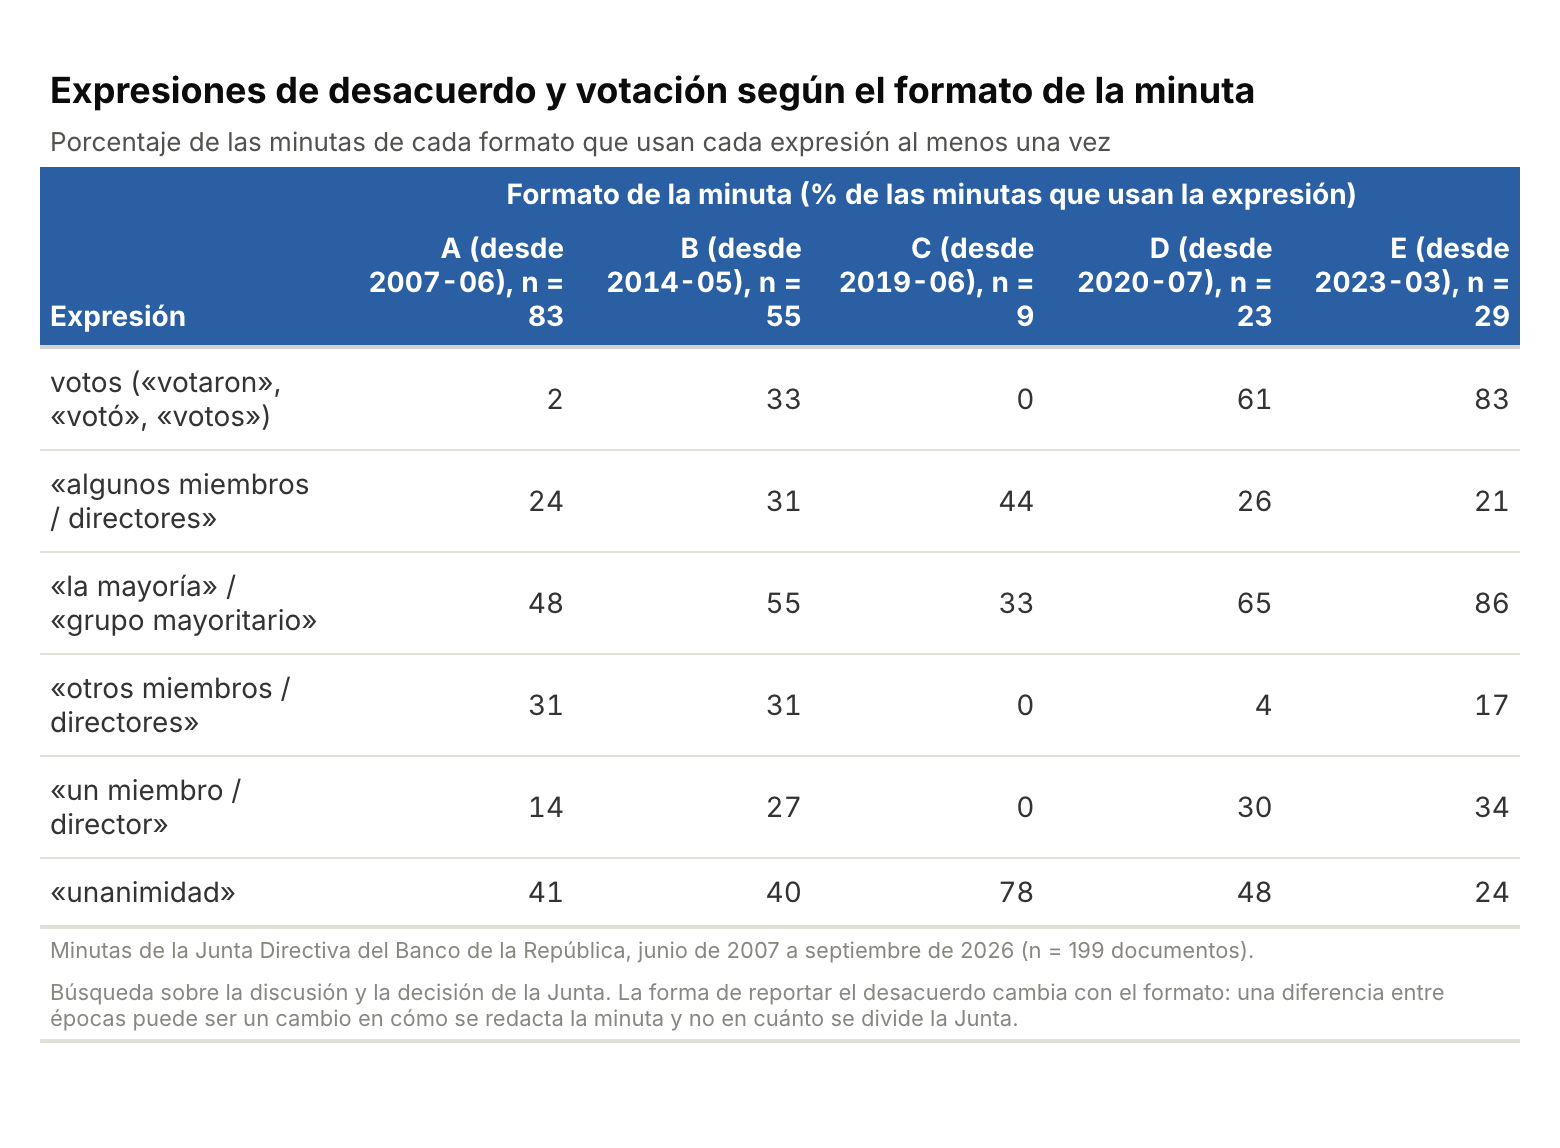 Expresiones de desacuerdo y votación según el formato de la minuta
Porcentaje de las minutas de cada formato que usan cada expresión al menos una vez
Formato de la minuta (% de las minutas que usan la expresión)
Expresión
A (desde
2007-06), n =
83
B (desde
2014-05), n =
55
C (desde
2019-06), n =
9
D (desde
2020-07), n =
23
E (desde
2023-03), n =
29
votos («votaron»,
«votó», «votos»)
2 33 0 61 83
«algunos miembros
/ directores»
24 31 44 26 21
«la mayoría» /
«grupo mayoritario»
48 55 33 65 86
«otros miembros /
directores»
31 31 0 4 17
«un miembro /
director»
14 27 0 30 34
«unanimidad» 41 40 78 48 24
Minutas de la Junta Directiva del Banco de la República, junio de 2007 a septiembre de 2026 (n = 199 documentos).
Búsqueda sobre la discusión y la decisión de la Junta. La forma de reportar el desacuerdo cambia con el formato: una diferencia entre
épocas puede ser un cambio en cómo se redacta la minuta y no en cuánto se divide la Junta.